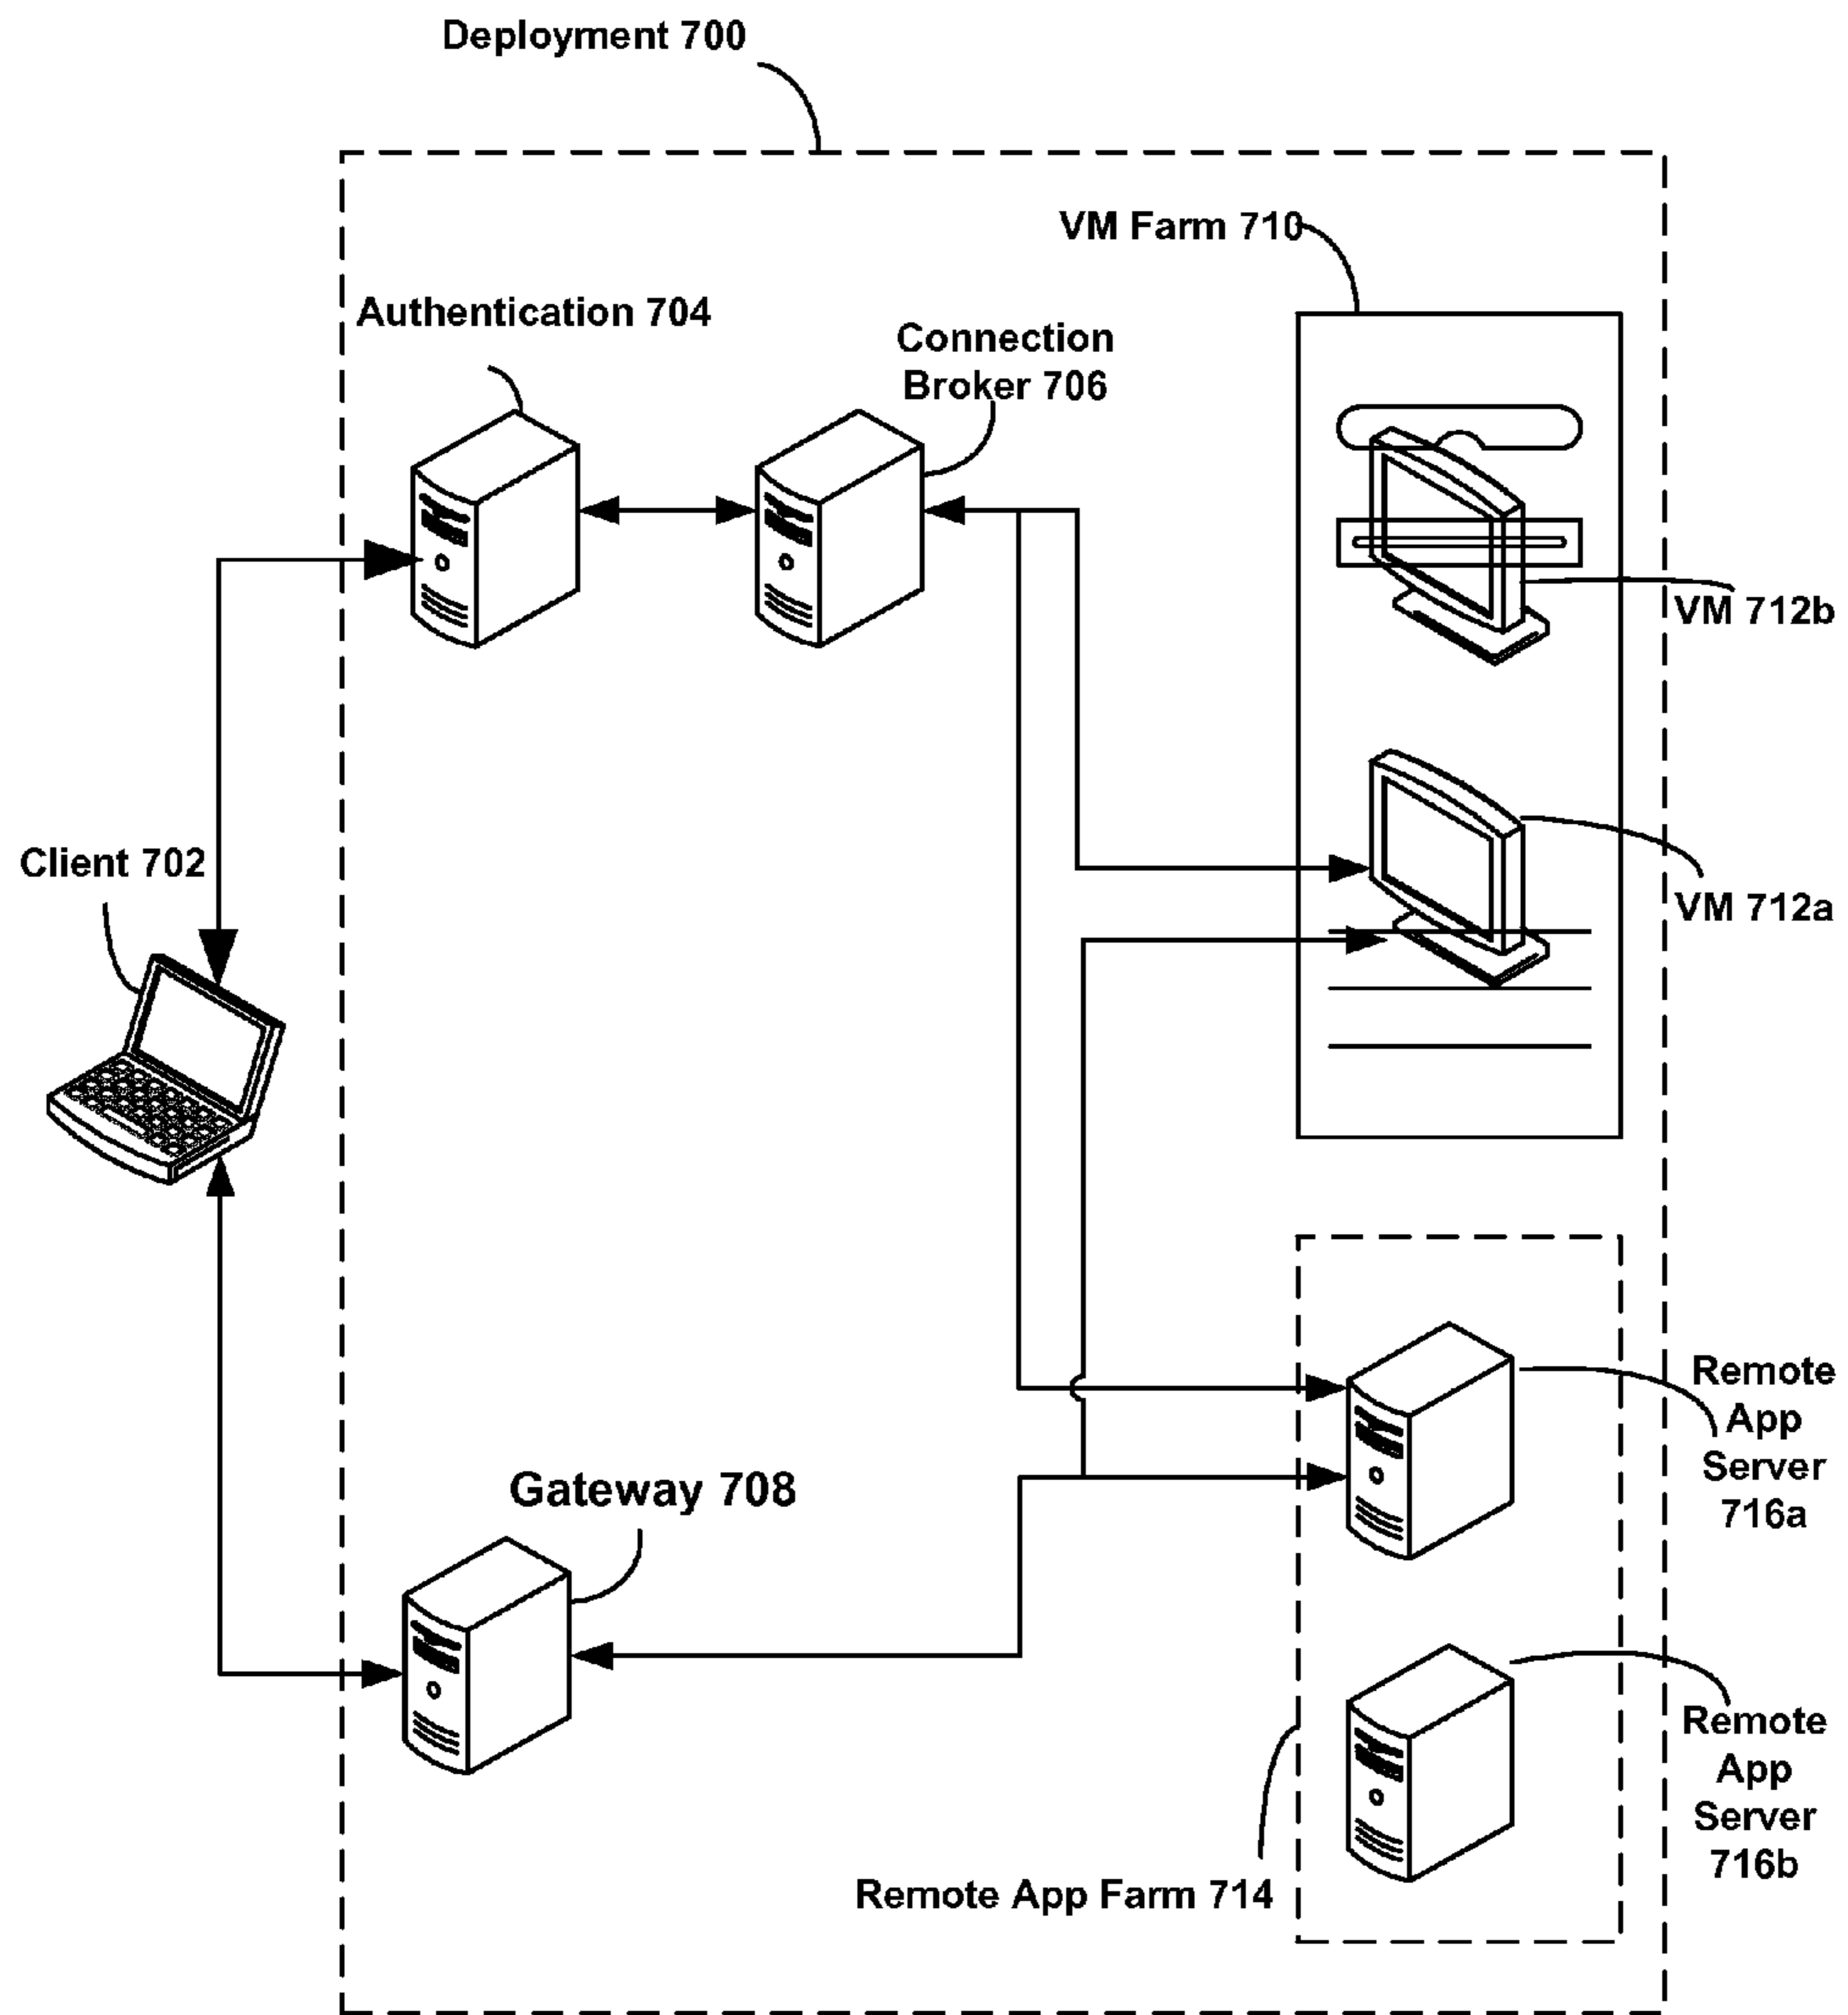 Deployment 700
VM Farm 710
Authentication 704
Connection
Broker 706
VM 712b
Client 702
VM 712a
Remote
App
Server
716a
Gateway 708
Remote
App
Server
716b
Remote App Farm 714